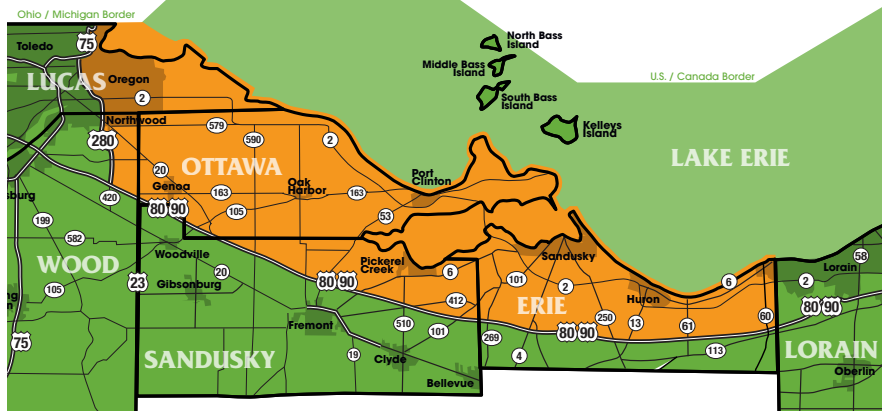 Ohio / Michigan Border
North Bass
Island
Toledo
75
Middle Bass
Island
U.S. / Canada Border
LUCAS
Oregon
2
South Bass
Island
Northwood
579
Kelleys
Island
280
590
2
LAKE ERIE
20
OTTAWA
Genoa
Oak
Harbor
Port
Clinton
420
163
163
80 90
105
53
199
582
WOOD
Woodville
Pickerel
Creek
Sandusky
58
Lorain
23
20
Gibsonburg
80 90
6
101
2
6
2
105
412
ERIE
Huron
80 90
75
Fremont
510
101
250
13
61
60
80 90
269
SANDUSKY
19
Clyde
4
113
LORAIN
Bellevue
Oberlin